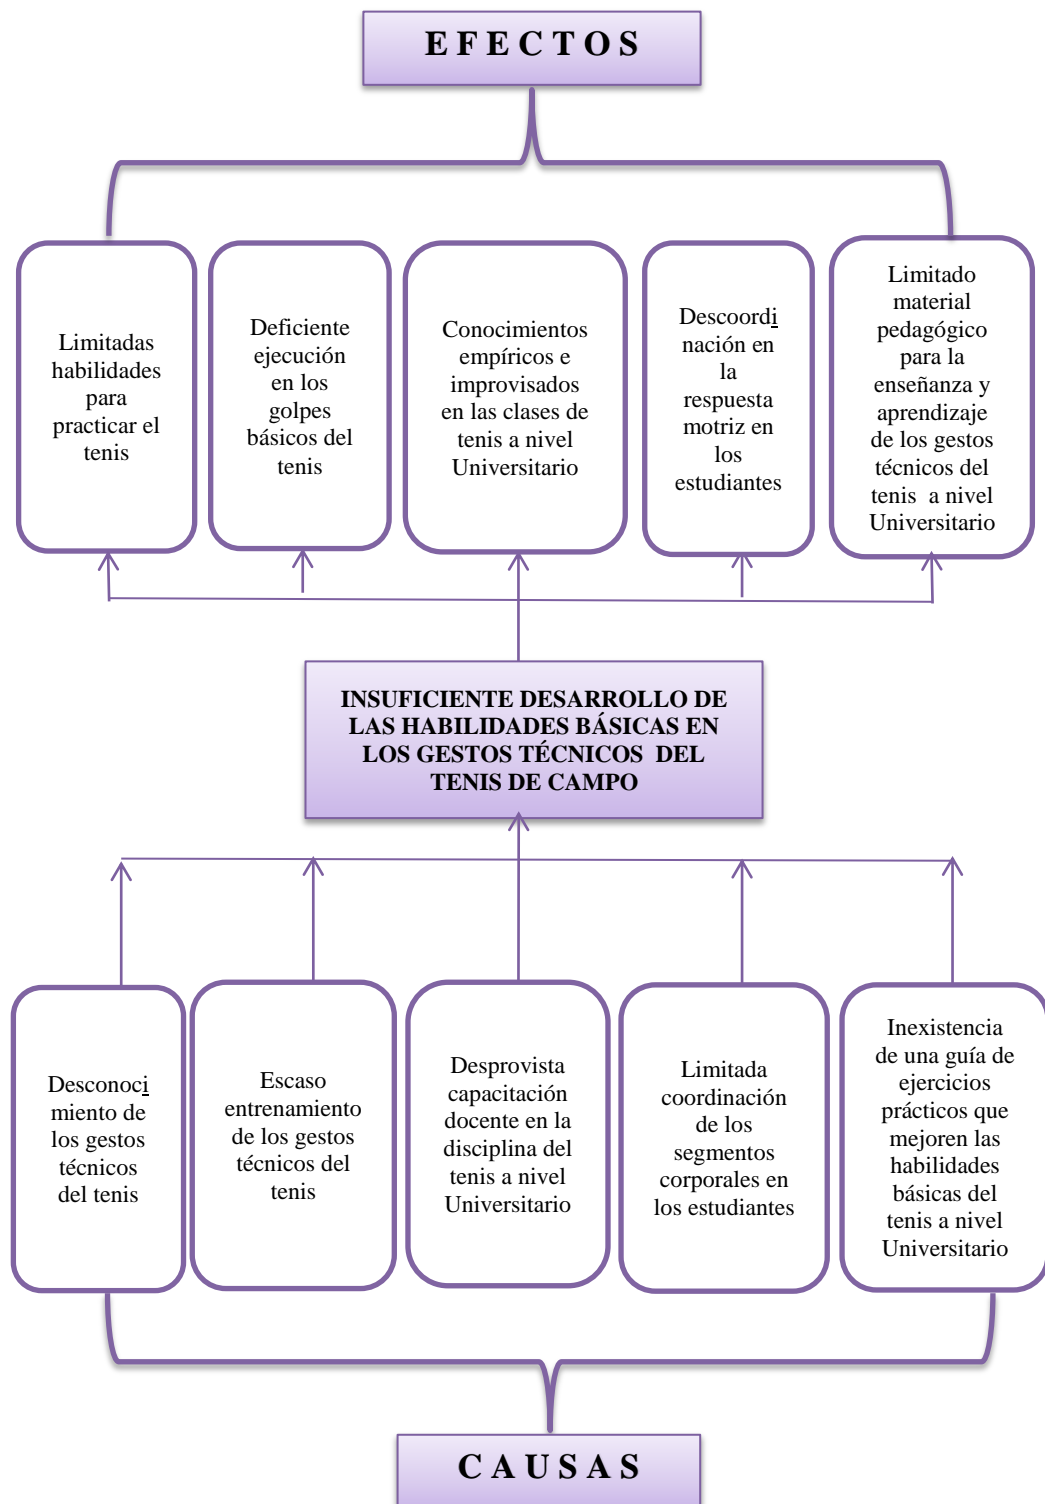 E F E C T O S
Limitadas
habilidades
para
practicar el
tenis
Deficiente
ejecución
en los
golpes
básicos del
tenis
Conocimientos
empíricos e
improvisados
en las clases de
tenis a nivel
Universitario
Descoordi
nación en
la
respuesta
motriz en
los
estudiantes
Limitado
material
pedagógico
para la
enseñanza y
aprendizaje
de los gestos
técnicos del
tenis a nivel
Universitario
INSUFICIENTE DESARROLLO DE
LAS HABILIDADES BÁSICAS EN
LOS GESTOS TÉCNICOS DEL
TENIS DE CAMPO
Desconoci
miento de
los gestos
técnicos
del tenis
Escaso
entrenamiento
de los gestos
técnicos del
tenis
Desprovista
capacitación
docente en la
disciplina del
tenis a nivel
Universitario
Limitada
coordinación
de los
segmentos
corporales en
los estudiantes
Inexistencia
de una guía de
ejercicios
prácticos que
mejoren las
habilidades
básicas del
tenis a nivel
Universitario
C A U S A S